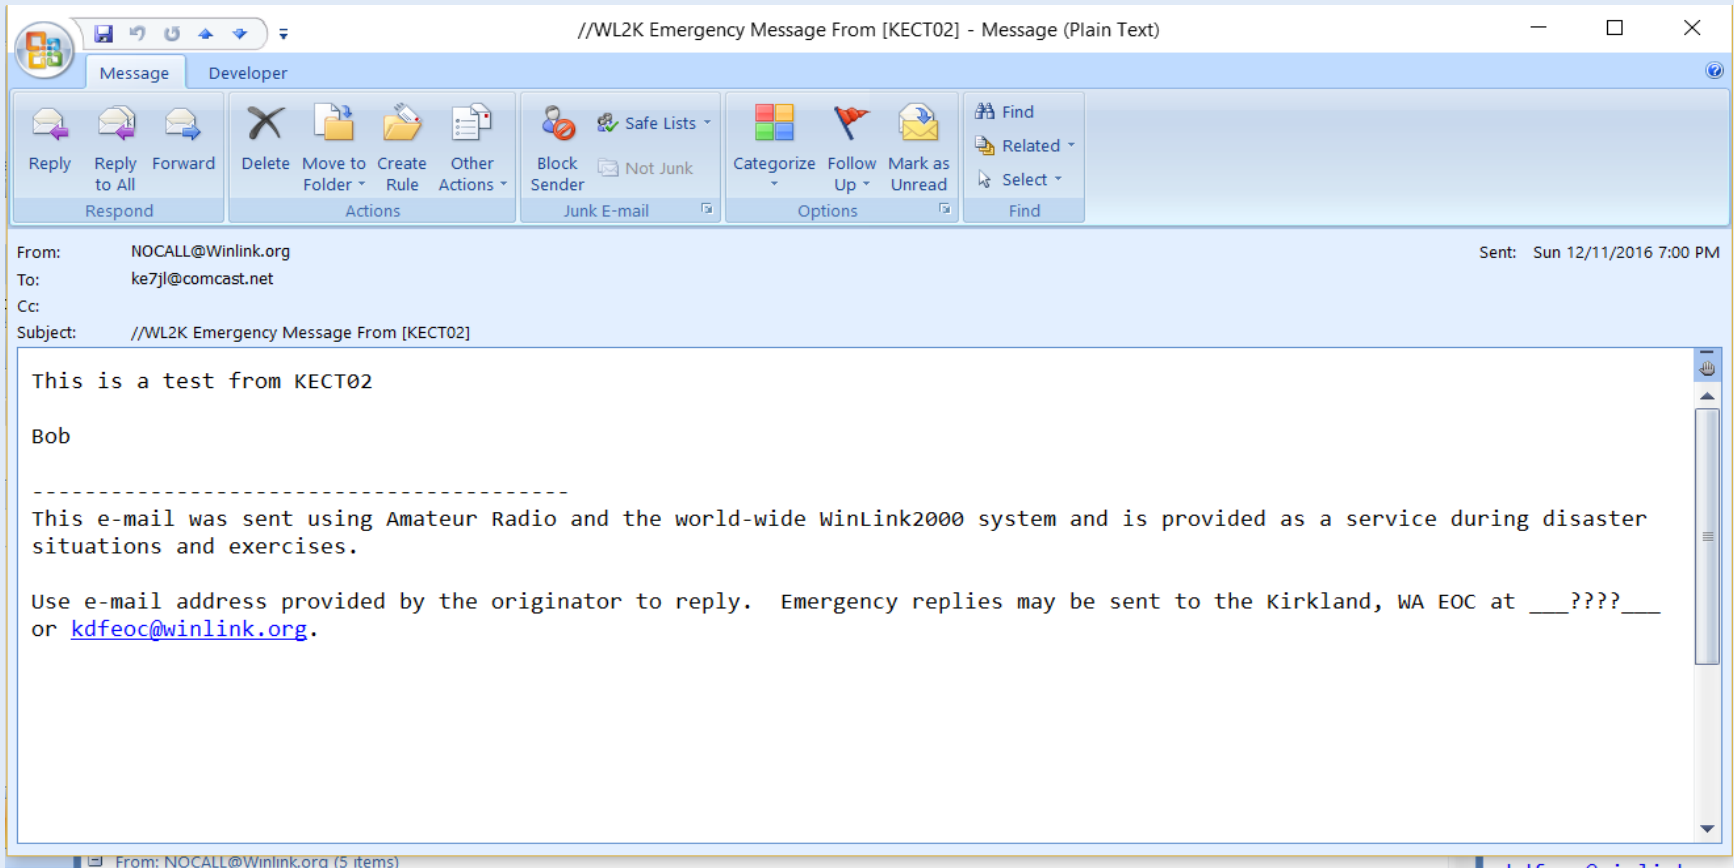 //WL2K Emergency Message From [KECT02] - Message (Plain Text)
Message Developer
Reply
Reply to All
Forward
Respond
Delete
Move to Folder
Create Rule
Other Actions
Actions
Block Sender
Safe Lists
Not Junk
Junk E-mail
Categorize
Follow Up
Mark as Unread
Options
Find
Related
Select
Find
From: NOCALL@Winlink.org
Sent: Sun 12/11/2016 7:00 PM
To: ke7jl@comcast.net
Cc:
Subject: //WL2K Emergency Message From [KECT02]
This is a test from KECT02
Bob
-----------------------------------------
This e-mail was sent using Amateur Radio and the world-wide WinLink2000 system and is provided as a service during disaster
situations and exercises.
Use e-mail address provided by the originator to reply.  Emergency replies may be sent to the Kirkland, WA EOC at ___????___
or kdfeoc@winlink.org.
From: NOCALL@Winlink.org (5 items)